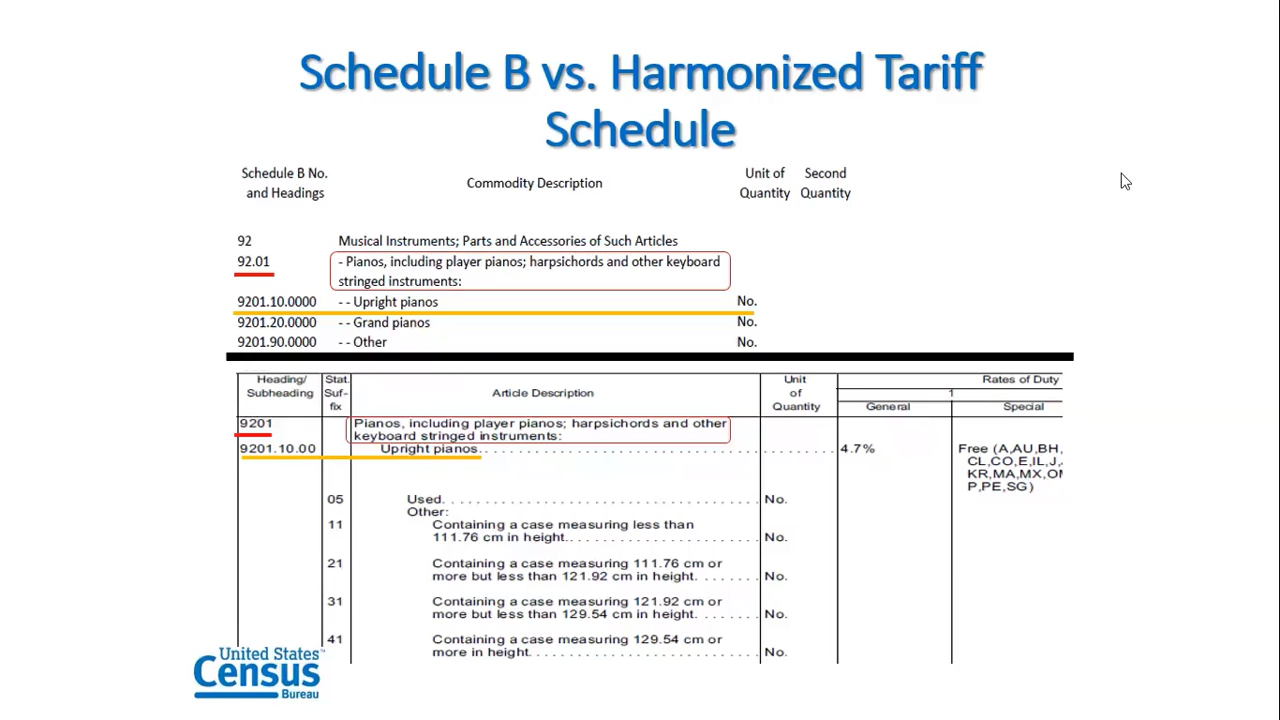 Schedule B vs. Harmonized Tariff
Schedule
Schedule B No.
and Headings
Commodity Description
Unit of
Quantity
Second
Quantity
92 Musical Instruments; Parts and Accessories of Such Articles
92.01 - Pianos, including player pianos; harpsichords and other keyboard
stringed instruments:
9201.10.0000 - - Upright pianos No.
9201.20.0000 - - Grand pianos No.
9201.90.0000 - - Other No.
Heading/
Subheading
Stat.
Suf-
fix
Article Description
Unit
of
Quantity
Rates of Duty
1
General
Special
9201 Pianos, including player pianos; harpsichords and other
keyboard stringed instruments:
9201.10.00 Upright pianos. . . . . . . . . . . . . . . . . . . . . . . . . . . . . . . . . . . 4.7% Free (A,AU,BH,
CL,CO,E,IL,J,
KR,MA,MX,OM
P,PE,SG)
05 Used. . . . . . . . . . . . . . . . . . . . . . . . . . . . . . No.
Other:
11 Containing a case measuring less than
111.76 cm in height.. . . . . . . . . . . . . . . . . . . No.
21 Containing a case measuring 111.76 cm or
more but less than 121.92 cm in height. . . . . . . No.
31 Containing a case measuring 121.92 cm or
more but less than 129.54 cm in height. . . . . . . No.
41 Containing a case measuring 129.54 cm or
more in height. . . . . . . . . . . . . . . . . . . . . . . No.
United States™
Census
Bureau